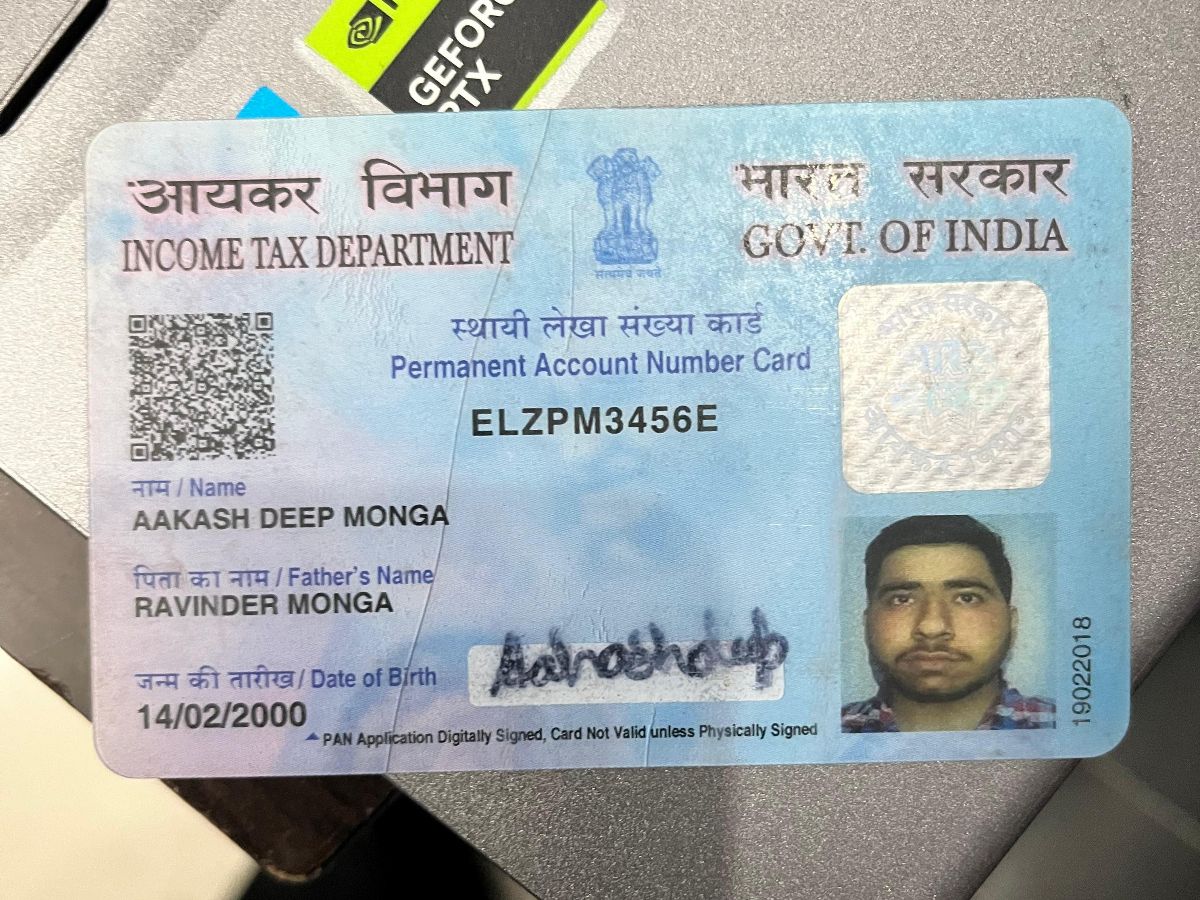 GEFORC
RTX
आयकर विभाग
INCOME TAX DEPARTMENT
सत्यमेव जयते
भारत सरकार
GOVT. OF INDIA
स्थायी लेखा संख्या कार्ड
Permanent Account Number Card
ELZPM3456E
नाम / Name
AAKASH DEEP MONGA
पिता का नाम / Father's Name
RAVINDER MONGA
जन्म की तारीख / Date of Birth
14/02/2000
Aakashdeep
PAN Application Digitally Signed, Card Not Valid unless Physically Signed
19022018